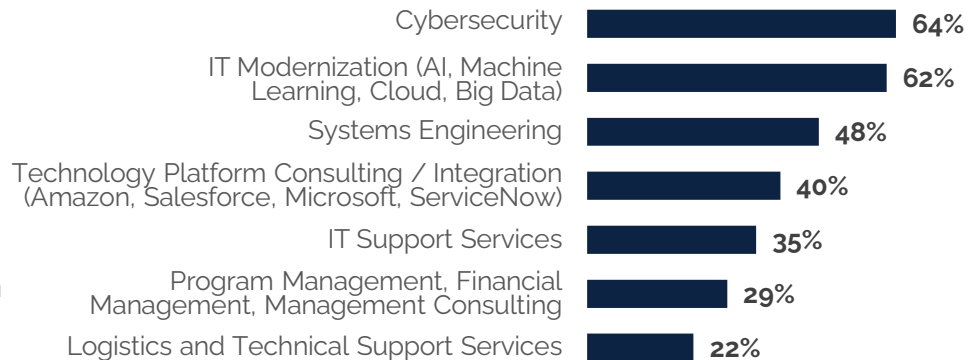 Cybersecurity 64%
IT Modernization (AI, Machine
Learning, Cloud, Big Data) 62%
Systems Engineering 48%
Technology Platform Consulting / Integration
(Amazon, Salesforce, Microsoft, ServiceNow) 40%
IT Support Services 35%
Program Management, Financial
Management, Management Consulting 29%
Logistics and Technical Support Services 22%